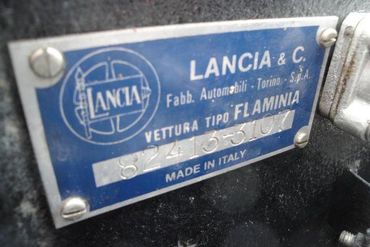 LANCIA
LANCIA & C.
Fabb. Automobili - Torino - S.p.A.
VETTURA TIPO FLAMINIA
82413-3107
MADE IN ITALY